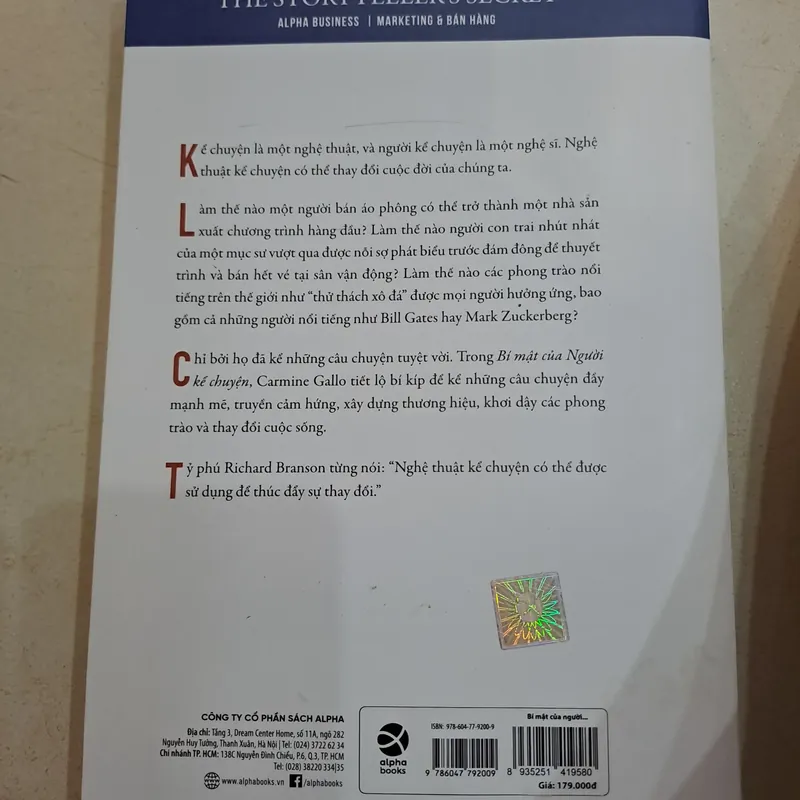 THE STORYTELLER'S SECRET
ALPHA BUSINESS | MARKETING & BÁN HÀNG
Kể chuyện là một nghệ thuật, và người kể chuyện là một nghệ sĩ. Nghệ
thuật kể chuyện có thể thay đổi cuộc đời của chúng ta.
Làm thế nào một người bán áo phông có thể trở thành một nhà sản
xuất chương trình hàng đầu? Làm thế nào người con trai nhút nhát
của một mục sư vượt qua được nỗi sợ phát biểu trước đám đông để thuyết
trình và bán hết vé tại sân vận động? Làm thế nào các phong trào nổi
tiếng trên thế giới như “thử thách xô đá” được mọi người hưởng ứng, bao
gồm cả những người nổi tiếng như Bill Gates hay Mark Zuckerberg?
Chỉ bởi họ đã kể những câu chuyện tuyệt vời. Trong Bí mật của Người
kể chuyện, Carmine Gallo tiết lộ bí kíp để kể những câu chuyện đầy
mạnh mẽ, truyền cảm hứng, xây dựng thương hiệu, khơi dậy các phong
trào và thay đổi cuộc sống.
Tỷ phú Richard Branson từng nói: “Nghệ thuật kể chuyện có thể được
sử dụng để thúc đẩy sự thay đổi.”
CÔNG TY CỔ PHẦN SÁCH ALPHA
Địa chỉ: Tầng 3, Dream Center Home, số 11A, ngõ 282
Nguyễn Huy Tưởng, Thanh Xuân, Hà Nội | Tel: (024) 3722 62 34
Chi nhánh TP. HCM: 138C Nguyễn Đình Chiểu, P.6, Q.3, TP. HCM
Tel: (028) 38220 334|35
www.alphabooks.vn /alphabooks
alpha
books
ISBN: 978-604-77-9200-9
9 786047 792009
Bí mật của người...
8 935251 419580
Giá: 179.000đ